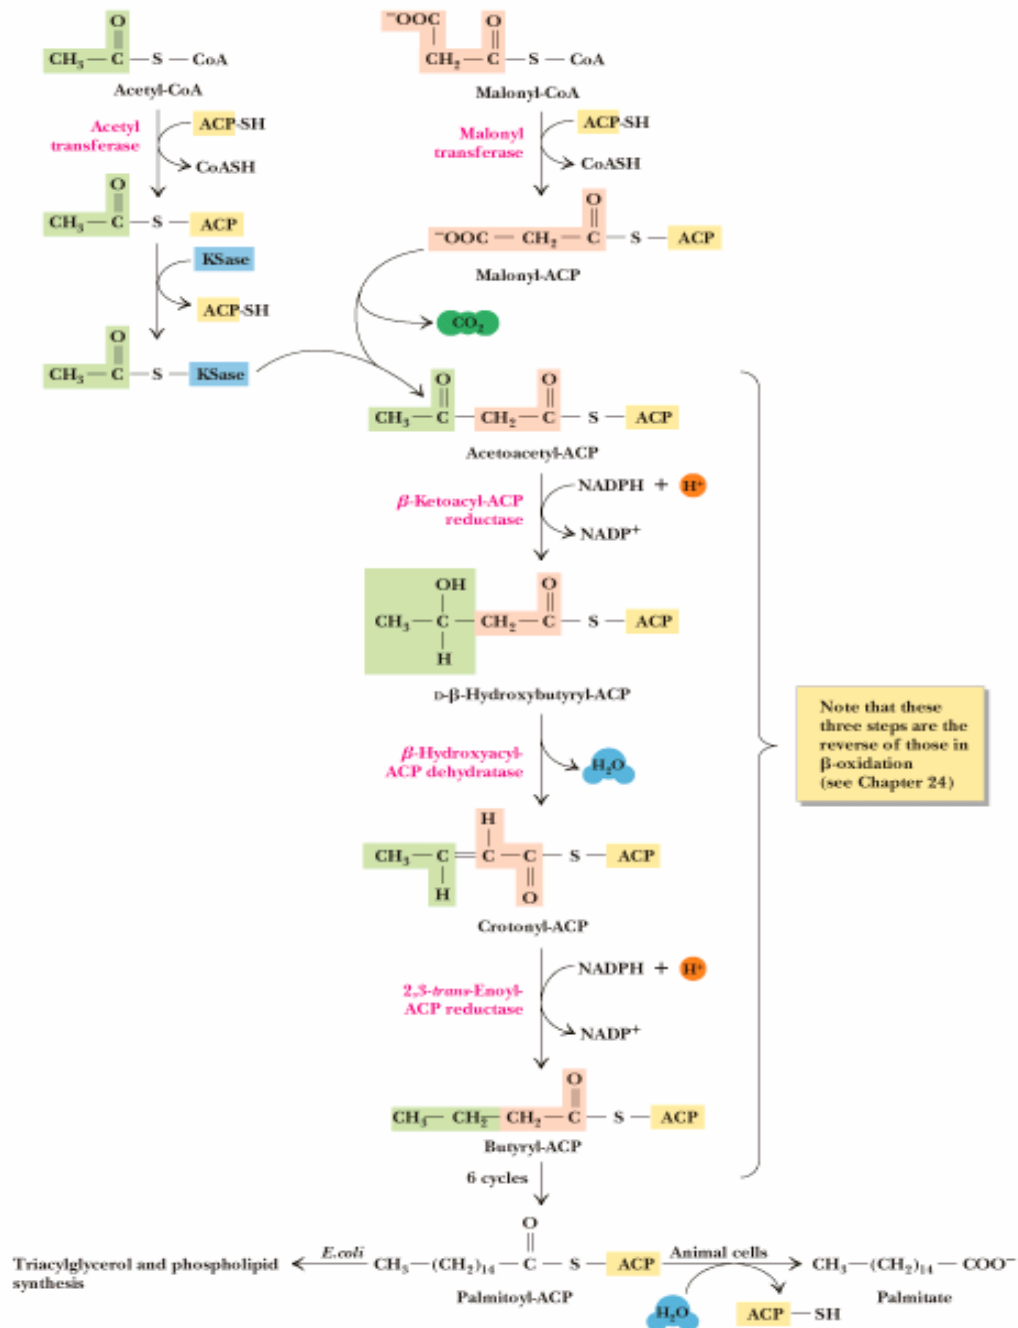 O
CH₃—C—S—CoA
Acetyl-CoA
⁻OOC
O
CH₂—C—S—CoA
Malonyl-CoA
Acetyl
transferase
ACP-SH
CoASH
Malonyl
transferase
ACP-SH
CoASH
O
CH₃—C—S—ACP
O
⁻OOC—CH₂—C—S—ACP
Malonyl-ACP
KSase
ACP-SH
CO₂
O
CH₃—C—S—KSase
O O
CH₃—C—CH₂—C—S—ACP
Acetoacetyl-ACP
β-Ketoacyl-ACP
reductase
NADPH + H⁺
NADP⁺
OH O
CH₃—C—CH₂—C—S—ACP
H
D-β-Hydroxybutyryl-ACP
Note that these
three steps are the
reverse of those in
β-oxidation
(see Chapter 24)
β-Hydroxyacyl-
ACP dehydratase
H₂O
H
CH₃—C=C—C—S—ACP
H O
Crotonyl-ACP
2,3-trans-Enoyl-
ACP reductase
NADPH + H⁺
NADP⁺
O
CH₃—CH₂—CH₂—C—S—ACP
Butyryl-ACP
6 cycles
O
Triacylglycerol and phospholipid
synthesis
E.coli
CH₃—(CH₂)₁₄—C—S—ACP
Palmitoyl-ACP
Animal cells
CH₃—(CH₂)₁₄—COO⁻
Palmitate
H₂O
ACP—SH